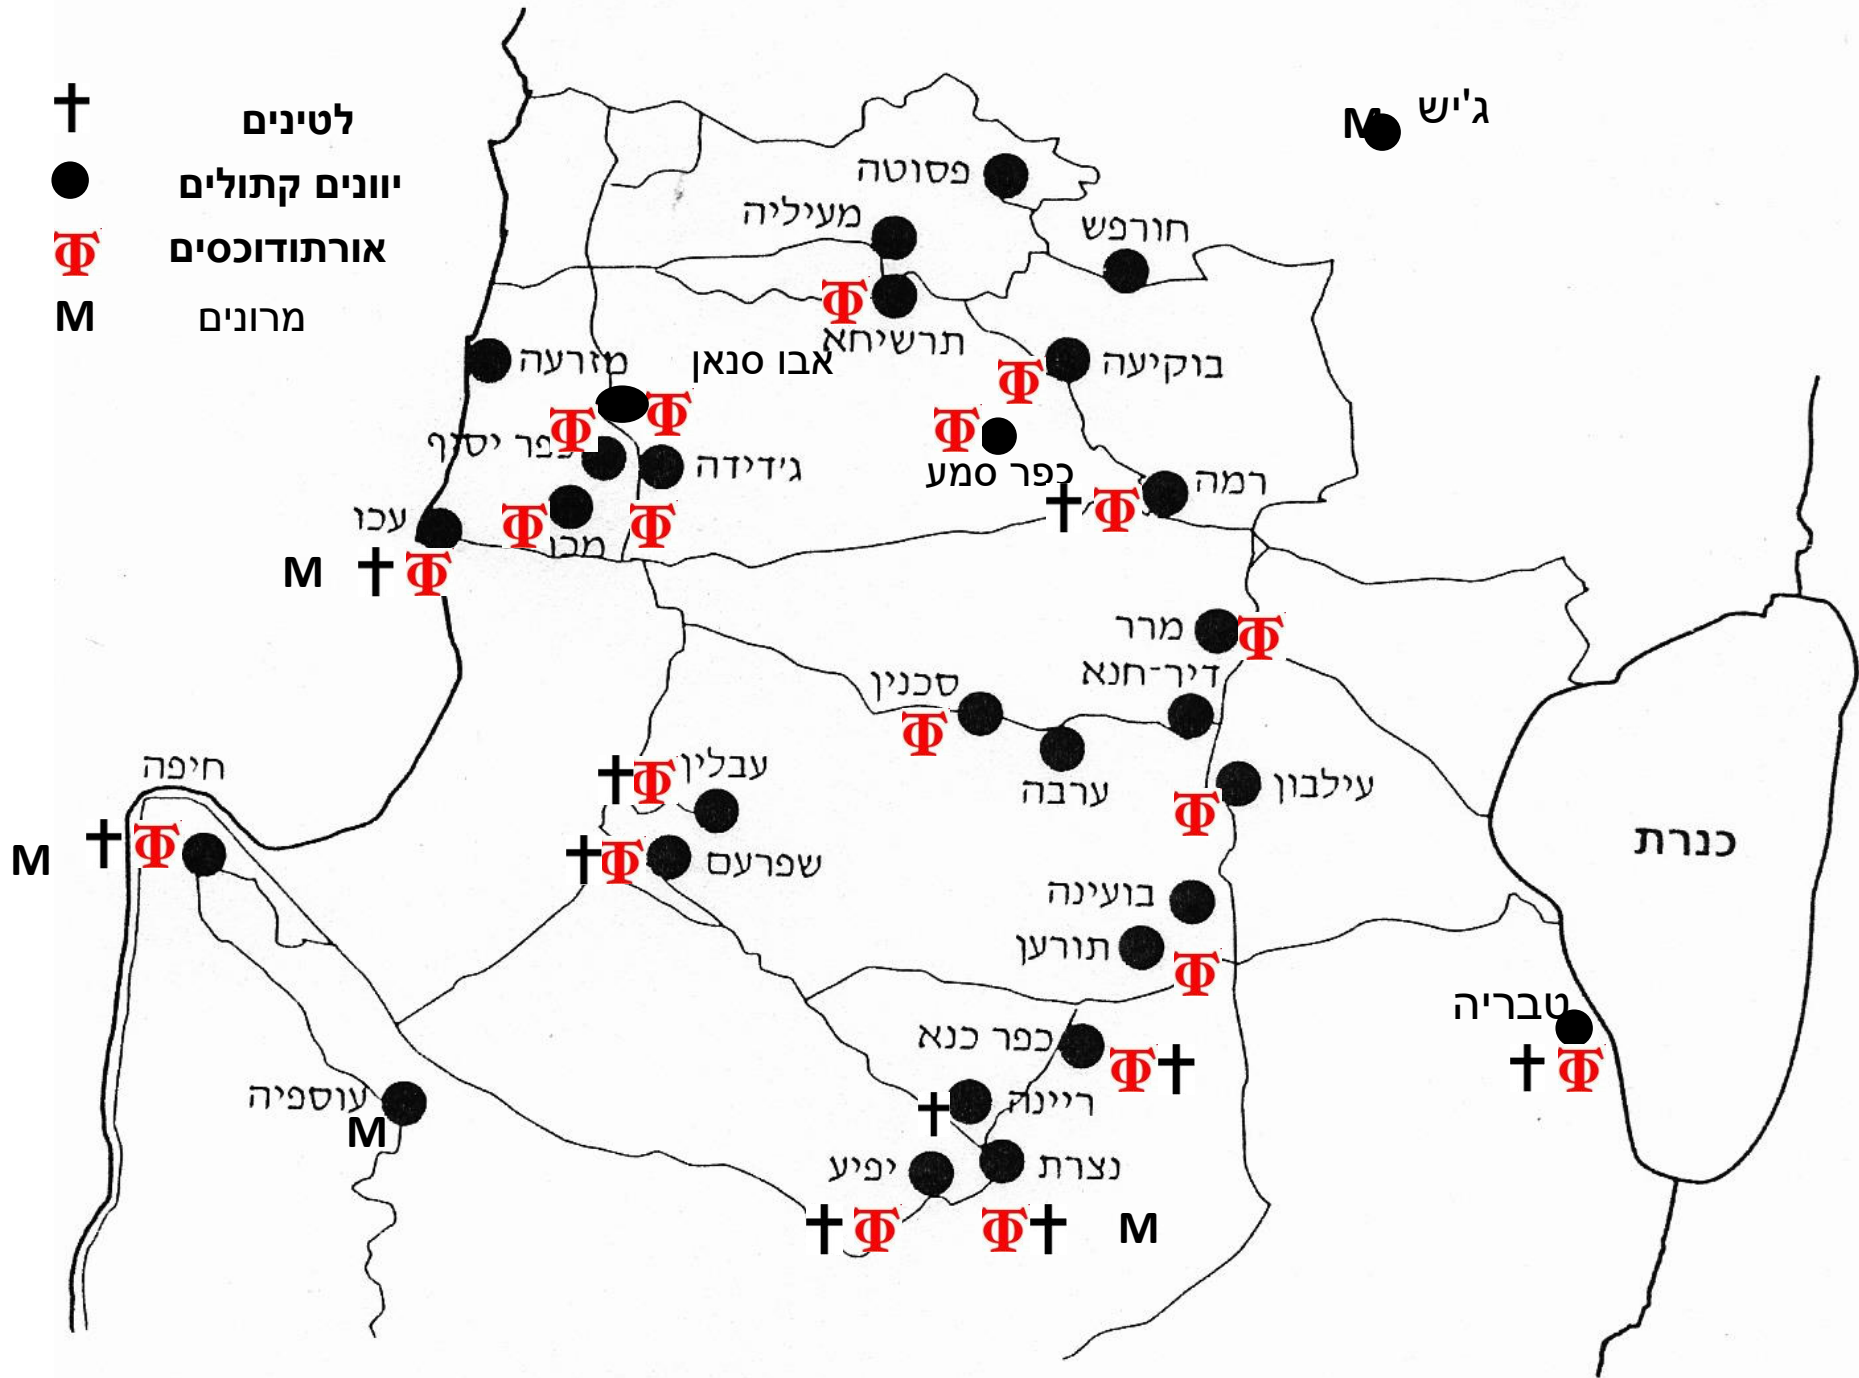 לטינים
יוונים קתולים
אורתודוכסים
M מרונים
M ג'יש
פסוטה
מעיליה
חורפש
תרשיחא
אבו סנאן
מזרעה
בוקיעה
כפר יסיף
ג'דידה
כפר סמע
רמה
עכו
מכר
M
מרר
דיר-חנא
סכנין
ערבה
עילבון
עבלין
שפרעם
חיפה
M
כנרת
בועינה
תורען
טבריה
כפר כנא
ריינה
עוספיה
M
יפיע
נצרת
M